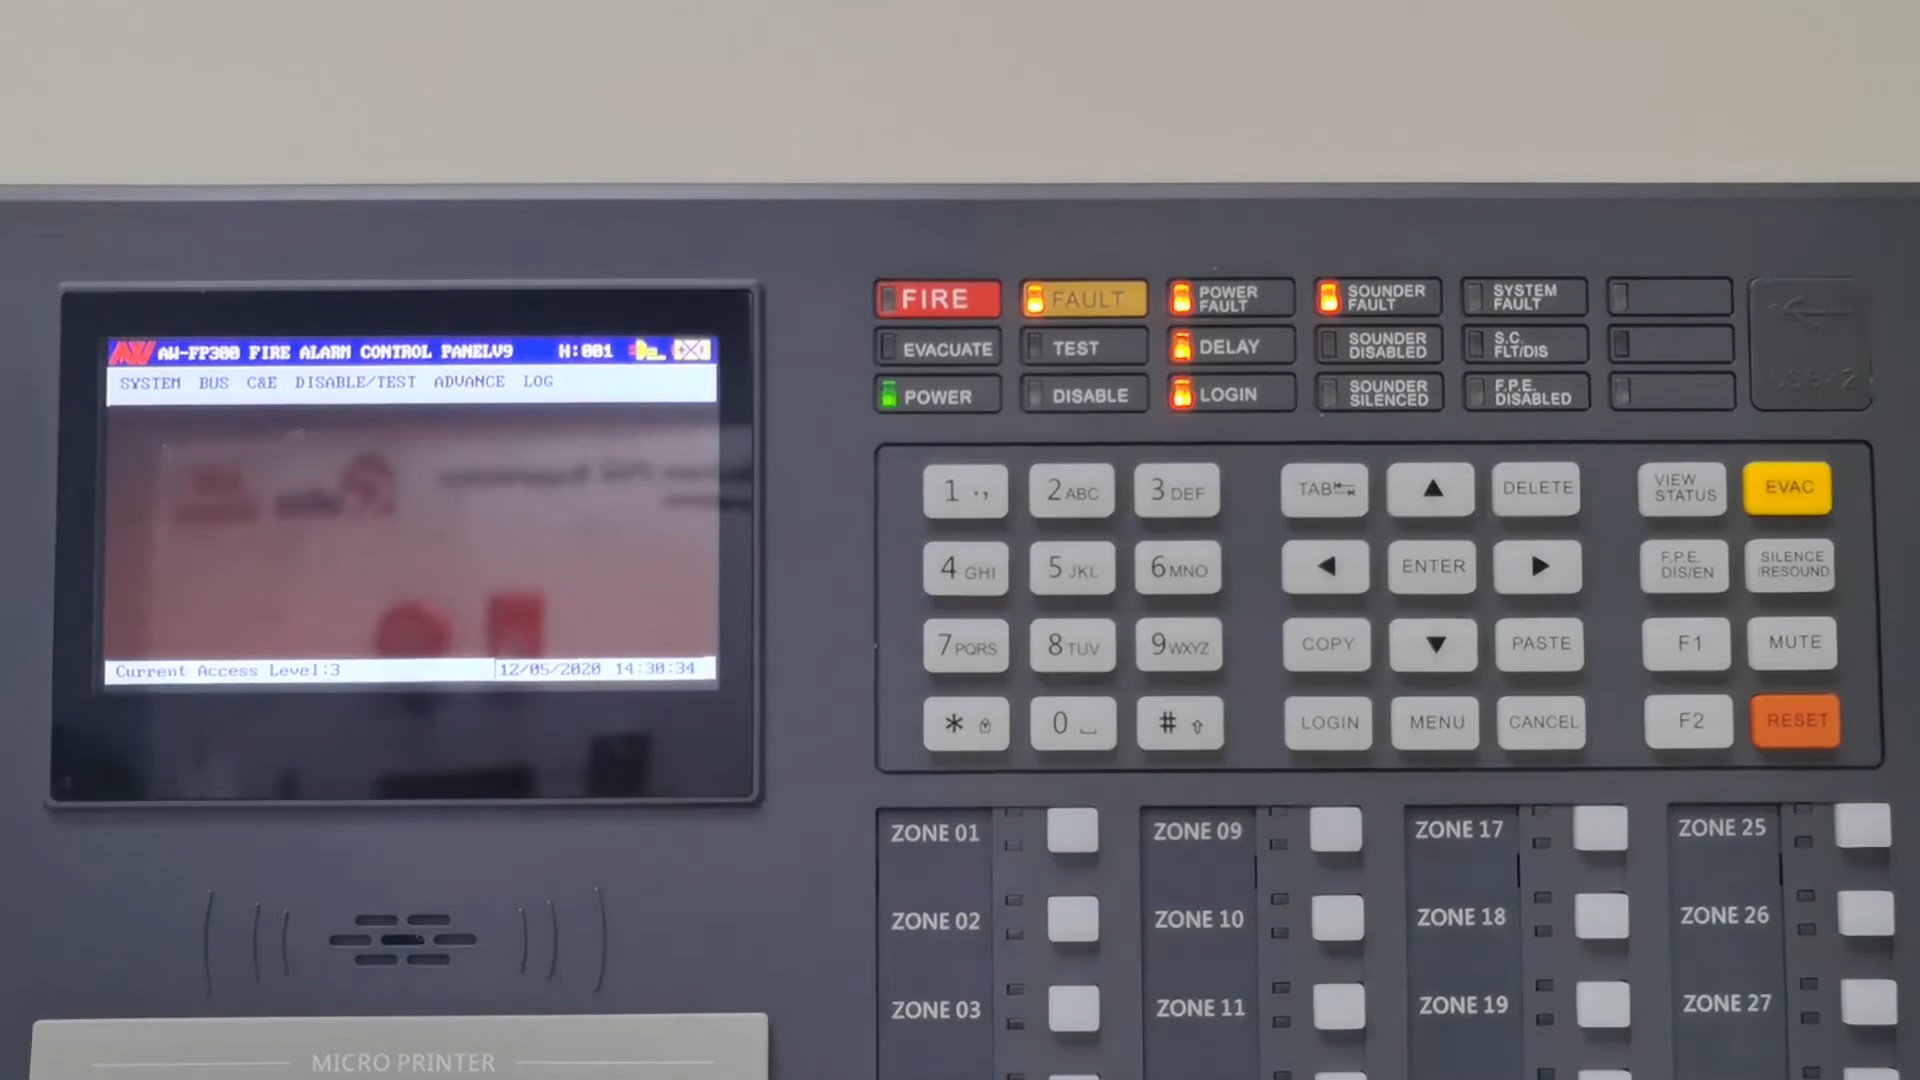 AW AW-FP300 FIRE ALARM CONTROL PANELV9 H:001
SYSTEM BUS C&E DISABLE/TEST ADVANCE LOG
Current Access Level:3 12/05/2020 14:30:34
MICRO PRINTER
FIRE FAULT POWER FAULT SOUNDER FAULT SYSTEM FAULT
EVACUATE TEST DELAY SOUNDER DISABLED S.C. FLT/DIS
POWER DISABLE LOGIN SOUNDER SILENCED F.P.E. DISABLED
1 ., 2 ABC 3 DEF TAB DELETE VIEW STATUS EVAC
4 GHI 5 JKL 6 MNO ENTER F.P.E. DIS/EN SILENCE /RESOUND
7 PQRS 8 TUV 9 WXYZ COPY PASTE F1 MUTE
* 0 # LOGIN MENU CANCEL F2 RESET
ZONE 01 ZONE 09 ZONE 17 ZONE 25
ZONE 02 ZONE 10 ZONE 18 ZONE 26
ZONE 03 ZONE 11 ZONE 19 ZONE 27